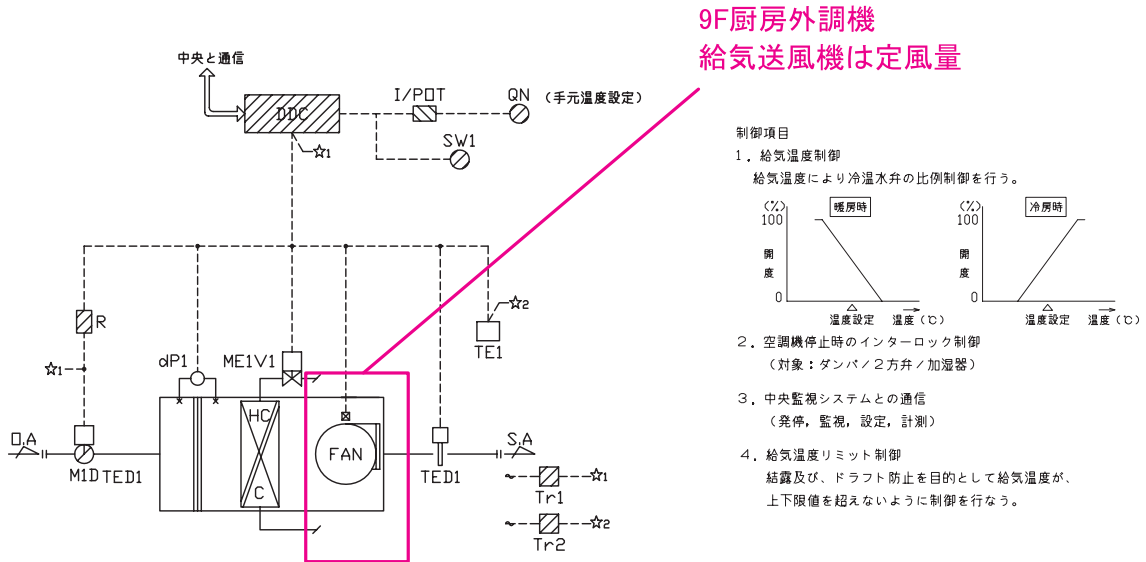 9F厨房外調機
給気送風機は定風量
中央と通信
DDC
I/POT
QN
(手元温度設定)
SW1
☆1
☆2
R
TE1
dP1
ME1V1
☆1
HC
C
FAN
O,A
M1D
TED1
TED1
S,A
Tr1
☆1
Tr2
☆2
制御項目
1. 給気温度制御
給気温度により冷温水弁の比例制御を行う。
(%)
100
暖房時
開
度
0
温度設定
温度(℃)
(%)
100
冷房時
開
度
0
温度設定
温度(℃)
2. 空調機停止時のインターロック制御
(対象:ダンパ/2方弁/加湿器)
3. 中央監視システムとの通信
(発停, 監視, 設定, 計測)
4. 給気温度リミット制御
結露及び、ドラフト防止を目的として給気温度が、
上下限値を超えないように制御を行なう。